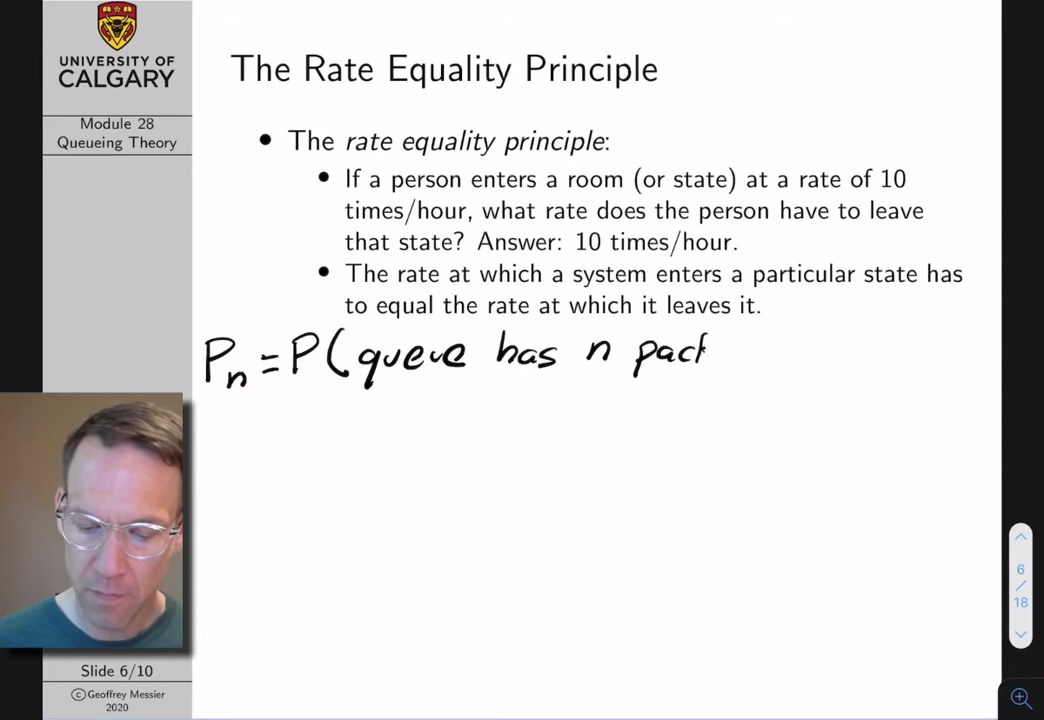 UNIVERSITY OF
CALGARY
Module 28
Queueing Theory
The Rate Equality Principle
• The rate equality principle:
• If a person enters a room (or state) at a rate of 10
times/hour, what rate does the person have to leave
that state? Answer: 10 times/hour.
• The rate at which a system enters a particular state has
to equal the rate at which it leaves it.
Pn = P(queue has n pack
6
/
18
Slide 6/10
© Geoffrey Messier
2020